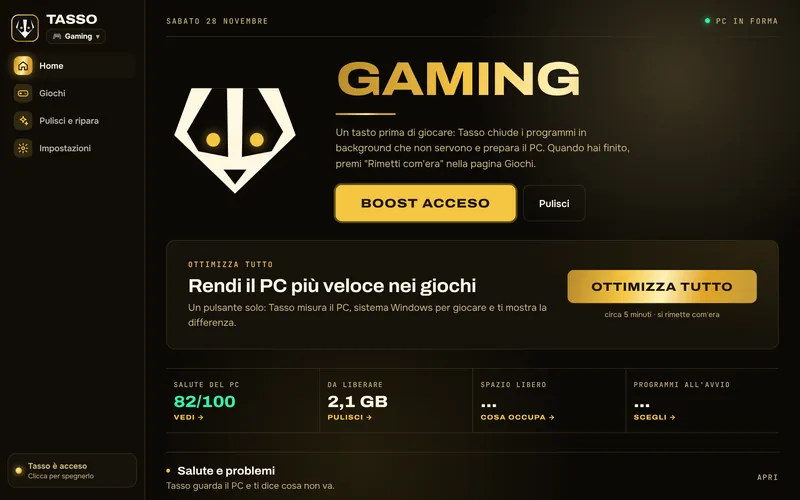 TASSO
🎮 Gaming ▾
Home
Giochi
Pulisci e ripara
Impostazioni
Tasso è acceso
Clicca per spegnerlo
SABATO 28 NOVEMBRE
PC IN FORMA
GAMING
Un tasto prima di giocare: Tasso chiude i programmi in
background che non servono e prepara il PC. Quando hai finito,
premi "Rimetti com'era" nella pagina Giochi.
BOOST ACCESO
Pulisci
OTTIMIZZA TUTTO
Rendi il PC più veloce nei giochi
Un pulsante solo: Tasso misura il PC, sistema Windows per giocare e ti mostra la
differenza.
OTTIMIZZA TUTTO
circa 5 minuti · si rimette com'era
SALUTE DEL PC
82/100
VEDI →
DA LIBERARE
2,1 GB
PULISCI →
SPAZIO LIBERO
...
COSA OCCUPA →
PROGRAMMI ALL'AVVIO
...
SCEGLI →
Salute e problemi
Tasso guarda il PC e ti dice cosa non va.
APRI